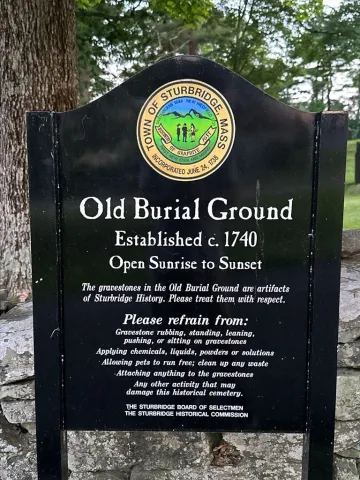 TOWN OF STURBRIDGE MASS
INCORPORATED JUNE 24, 1738
Old Burial Ground
Established c. 1740
Open Sunrise to Sunset
The gravestones in the Old Burial Ground are artifacts
of Sturbridge History. Please treat them with respect.
Please refrain from:
Gravestone rubbing, standing, leaning,
pushing, or sitting on gravestones
Applying chemicals, liquids, powders or solutions
Allowing pets to run free; clean up any waste
Attaching anything to the gravestones
Any other activity that may
damage this historical cemetery.
THE STURBRIDGE BOARD OF SELECTMEN
THE STURBRIDGE HISTORICAL COMMISSION